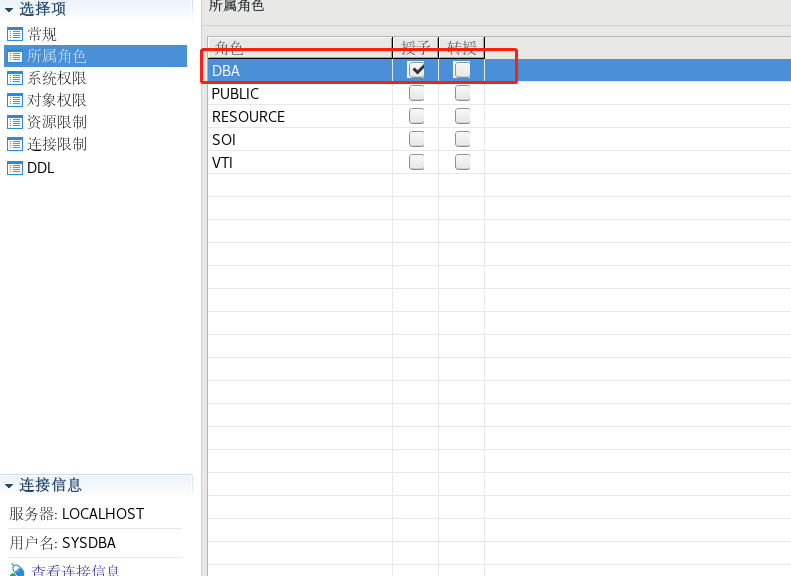 选择项
常规
所属角色
系统权限
对象权限
资源限制
连接限制
DDL
连接信息
服务器: LOCALHOST
用户名: SYSDBA
查看连接信息
所属角色
角色 授予 转授
DBA
PUBLIC
RESOURCE
SOI
VTI